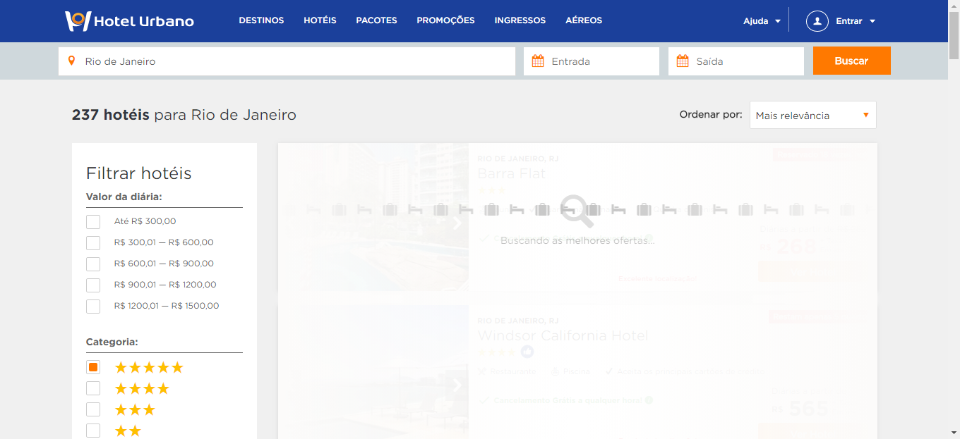 Hotel Urbano
DESTINOS HOTÉIS PACOTES PROMOÇÕES INGRESSOS AÉREOS
Ajuda Entrar
Rio de Janeiro
Entrada
Saída
Buscar
237 hotéis para Rio de Janeiro
Ordenar por: Mais relevância
Filtrar hotéis
Valor da diária:
Até R$ 300,00
R$ 300,01 — R$ 600,00
R$ 600,01 — R$ 900,00
R$ 900,01 — R$ 1200,00
R$ 1200,01 — R$ 1500,00
Categoria:
RIO DE JANEIRO, RJ
Barra Flat
Buscando as melhores ofertas...
RIO DE JANEIRO, RJ
Windsor California Hotel